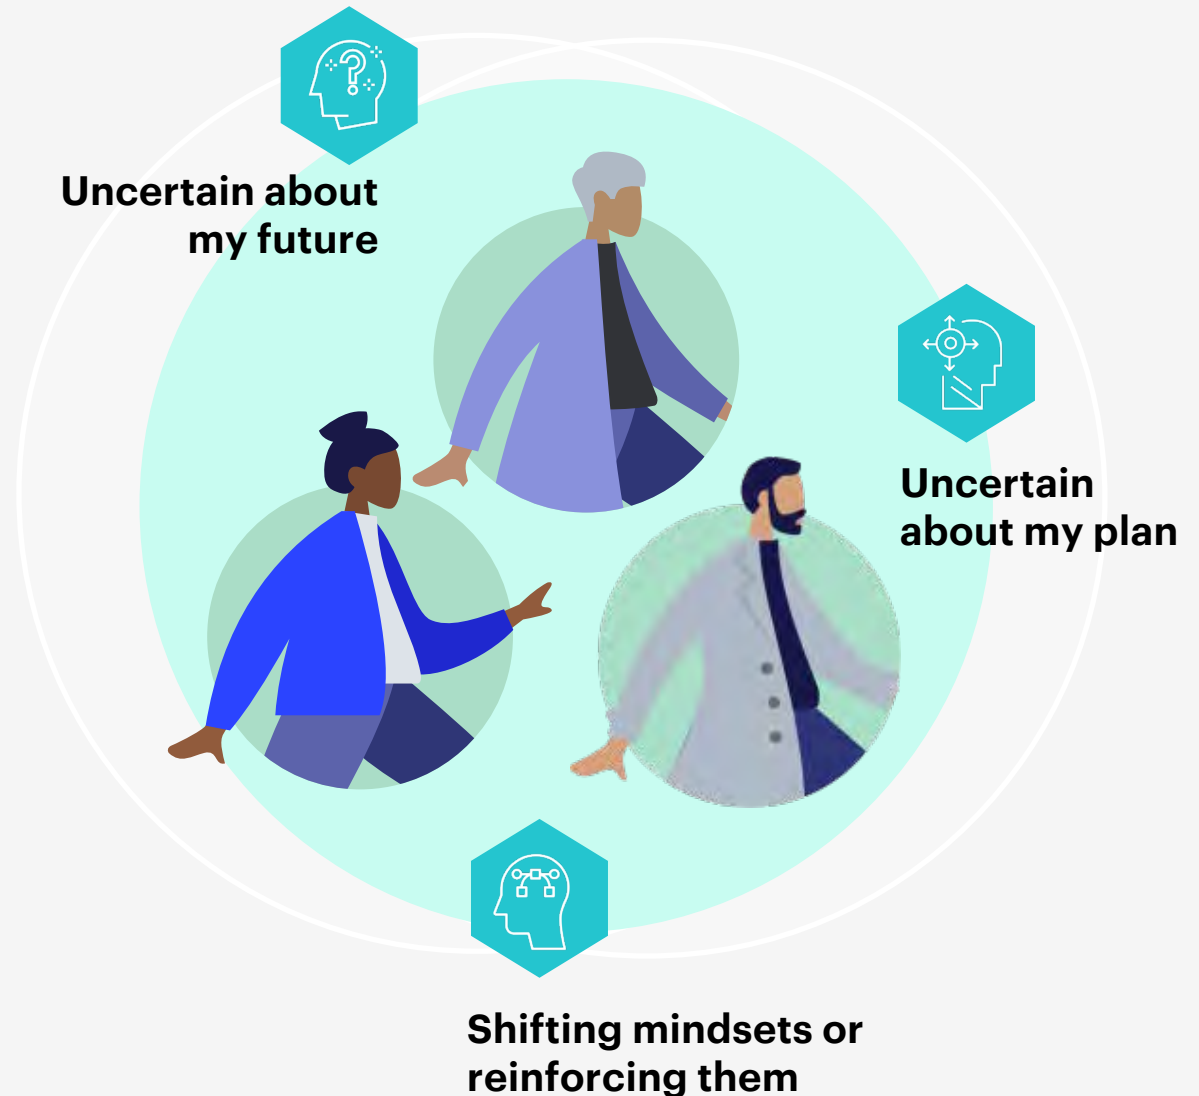 Uncertain about
my future
Uncertain
about my plan
Shifting mindsets or
reinforcing them